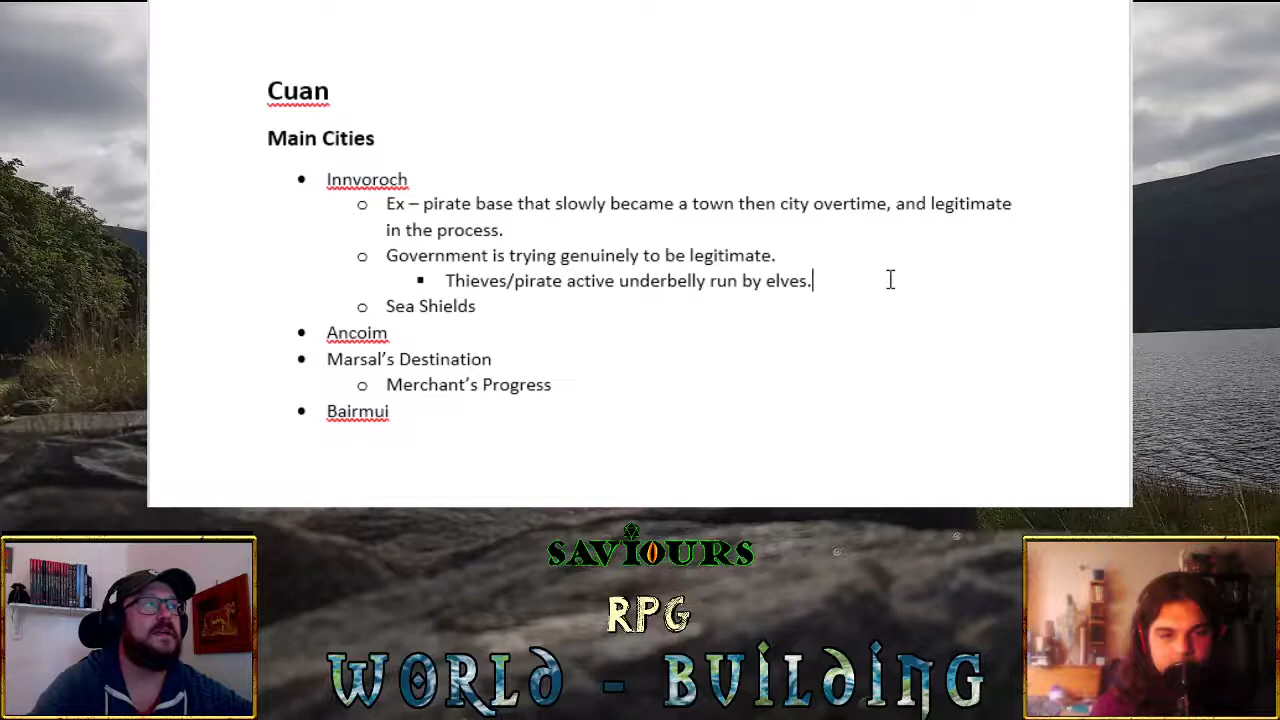 Cuan
Main Cities
• Innvoroch
o Ex – pirate base that slowly became a town then city overtime, and legitimate
in the process.
o Government is trying genuinely to be legitimate.
▪ Thieves/pirate active underbelly run by elves.
o Sea Shields
• Ancoim
• Marsal’s Destination
o Merchant’s Progress
• Bairmui
SAVIOURS
RPG
WORLD - BUILDING